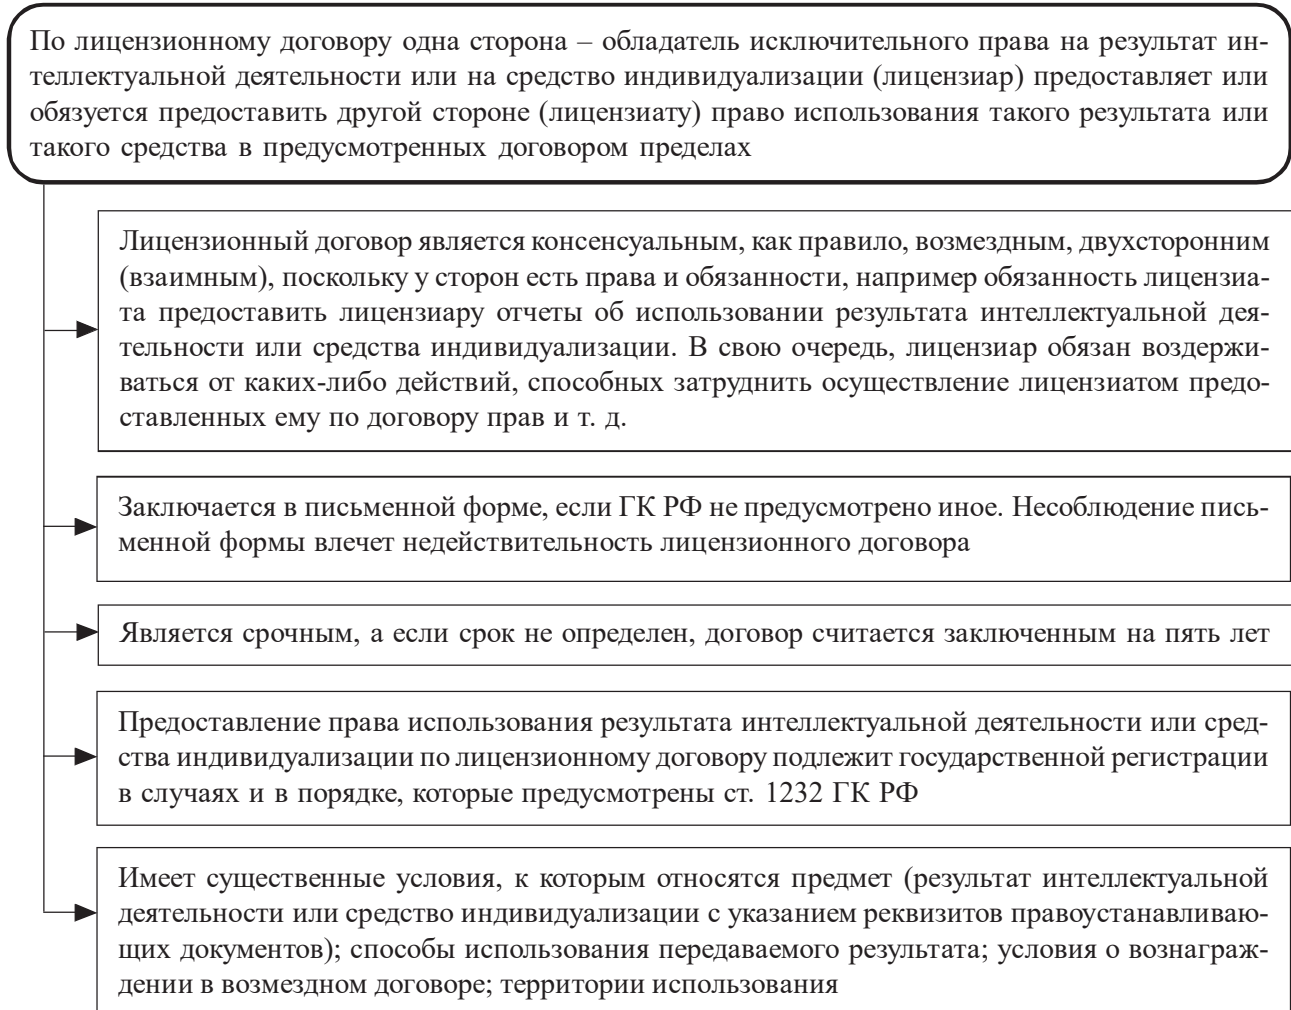 По лицензионному договору одна сторона – обладатель исключительного права на результат ин-
теллектуальной деятельности или на средство индивидуализации (лицензиар) предоставляет или
обязуется предоставить другой стороне (лицензиату) право использования такого результата или
такого средства в предусмотренных договором пределах
Лицензионный договор является консенсуальным, как правило, возмездным, двухсторонним
(взаимным), поскольку у сторон есть права и обязанности, например обязанность лицензиа-
та предоставить лицензиару отчеты об использовании результата интеллектуальной дея-
тельности или средства индивидуализации. В свою очередь, лицензиар обязан воздержи-
ваться от каких-либо действий, способных затруднить осуществление лицензиатом предо-
ставленных ему по договору прав и т. д.
Заключается в письменной форме, если ГК РФ не предусмотрено иное. Несоблюдение пись-
менной формы влечет недействительность лицензионного договора
Является срочным, а если срок не определен, договор считается заключенным на пять лет
Предоставление права использования результата интеллектуальной деятельности или сред-
ства индивидуализации по лицензионному договору подлежит государственной регистрации
в случаях и в порядке, которые предусмотрены ст. 1232 ГК РФ
Имеет существенные условия, к которым относятся предмет (результат интеллектуальной
деятельности или средство индивидуализации с указанием реквизитов правоустанавливаю-
щих документов); способы использования передаваемого результата; условия о вознаграж-
дении в возмездном договоре; территории использования